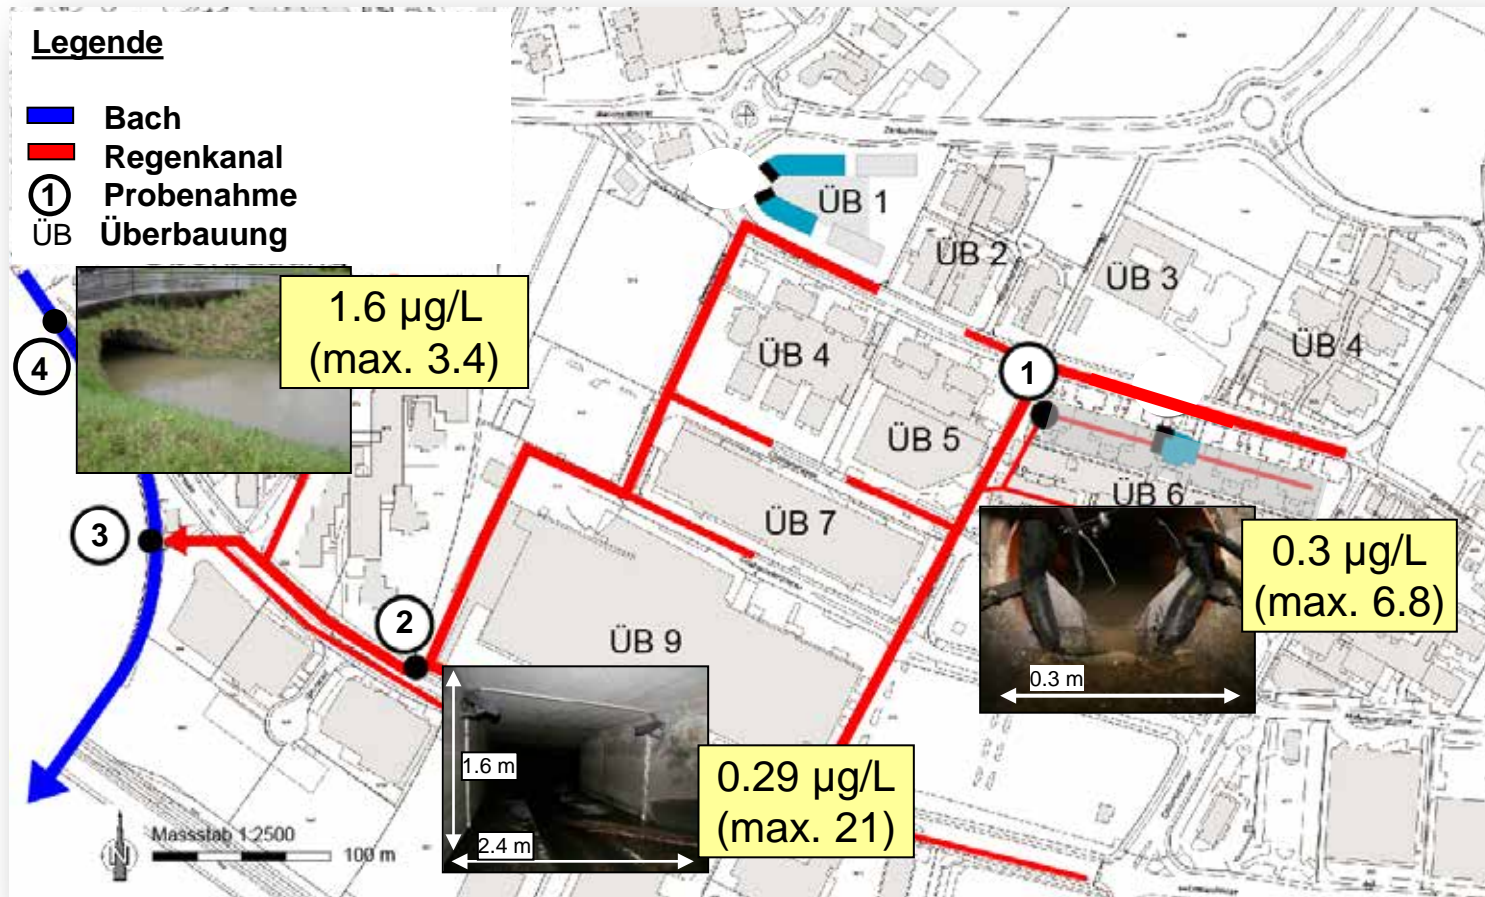 Legende
Bach
Regenkanal
1 Probenahme
ÜB Überbauung
1.6 µg/L
(max. 3.4)
4
ÜB 1
ÜB 2
ÜB 3
ÜB 4
ÜB 4
1
ÜB 5
ÜB 6
ÜB 7
3
2
ÜB 9
0.3 µg/L
(max. 6.8)
0.3 m
1.6 m
2.4 m
0.29 µg/L
(max. 21)
Massstab 1:2500
N
100 m